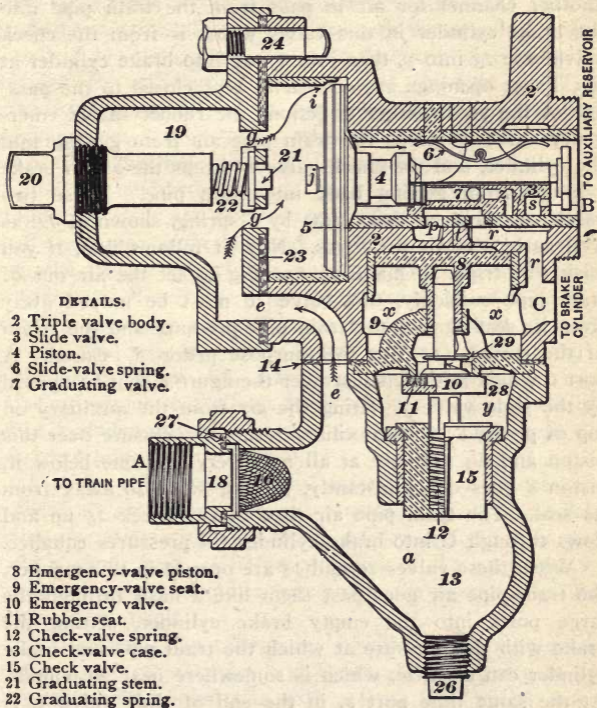 24
19
20
22
21
g
g
i
5
4
6
2
7
z
3
s
B
TO AUXILIARY RESERVOIR
p
t
r
2
8
r
C
TO BRAKE CYLINDER
23
e
e
14
9
x
x
29
10
28
11
y
15
12
a
13
26
27
A
TO TRAIN PIPE
18
16
DETAILS.
2 Triple valve body.
3 Slide valve.
4 Piston.
6 Slide-valve spring.
7 Graduating valve.
8 Emergency-valve piston.
9 Emergency-valve seat.
10 Emergency valve.
11 Rubber seat.
12 Check-valve spring.
13 Check-valve case.
15 Check valve.
21 Graduating stem.
22 Graduating spring.